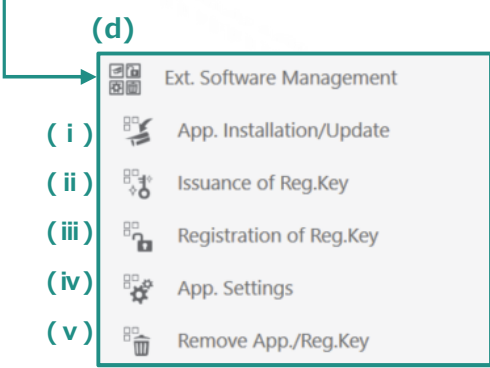 (d)
Ext. Software Management
(i) App. Installation/Update
(ii) Issuance of Reg.Key
(iii) Registration of Reg.Key
(iv) App. Settings
(v) Remove App./Reg.Key